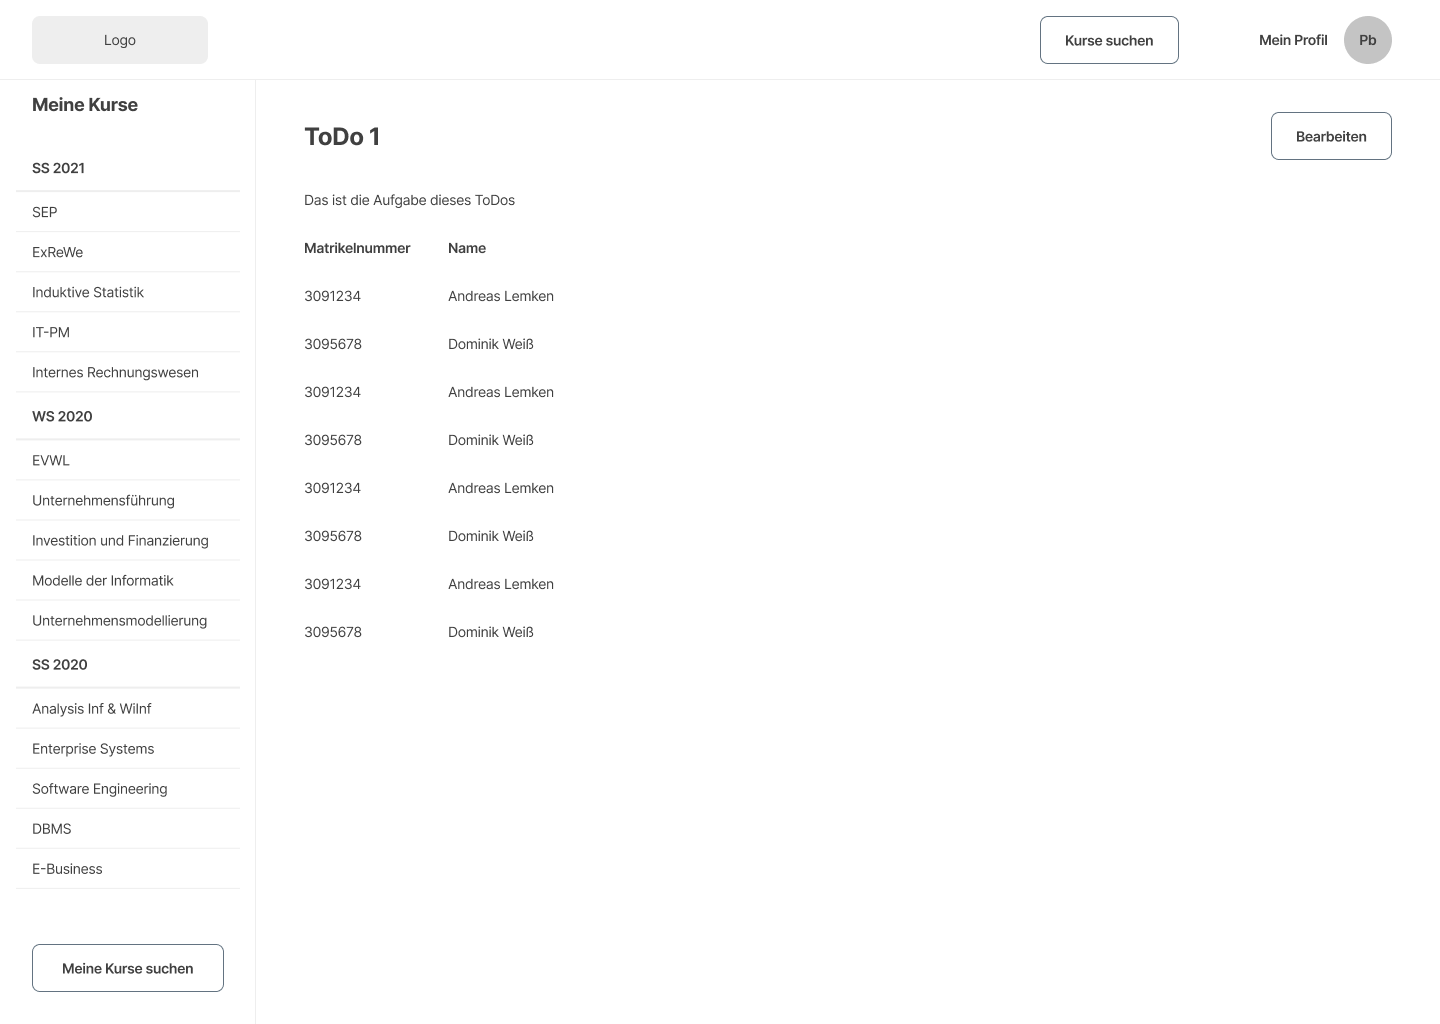 Logo
Kurse suchen
Mein Profil
Pb
Meine Kurse
SS 2021
SEP
ExReWe
Induktive Statistik
IT-PM
Internes Rechnungswesen
WS 2020
EVWL
Unternehmensführung
Investition und Finanzierung
Modelle der Informatik
Unternehmensmodellierung
SS 2020
Analysis Inf & WiInf
Enterprise Systems
Software Engineering
DBMS
E-Business
Meine Kurse suchen
ToDo 1
Bearbeiten
Das ist die Aufgabe dieses ToDos
Matrikelnummer Name
3091234 Andreas Lemken
3095678 Dominik Weiß
3091234 Andreas Lemken
3095678 Dominik Weiß
3091234 Andreas Lemken
3095678 Dominik Weiß
3091234 Andreas Lemken
3095678 Dominik Weiß